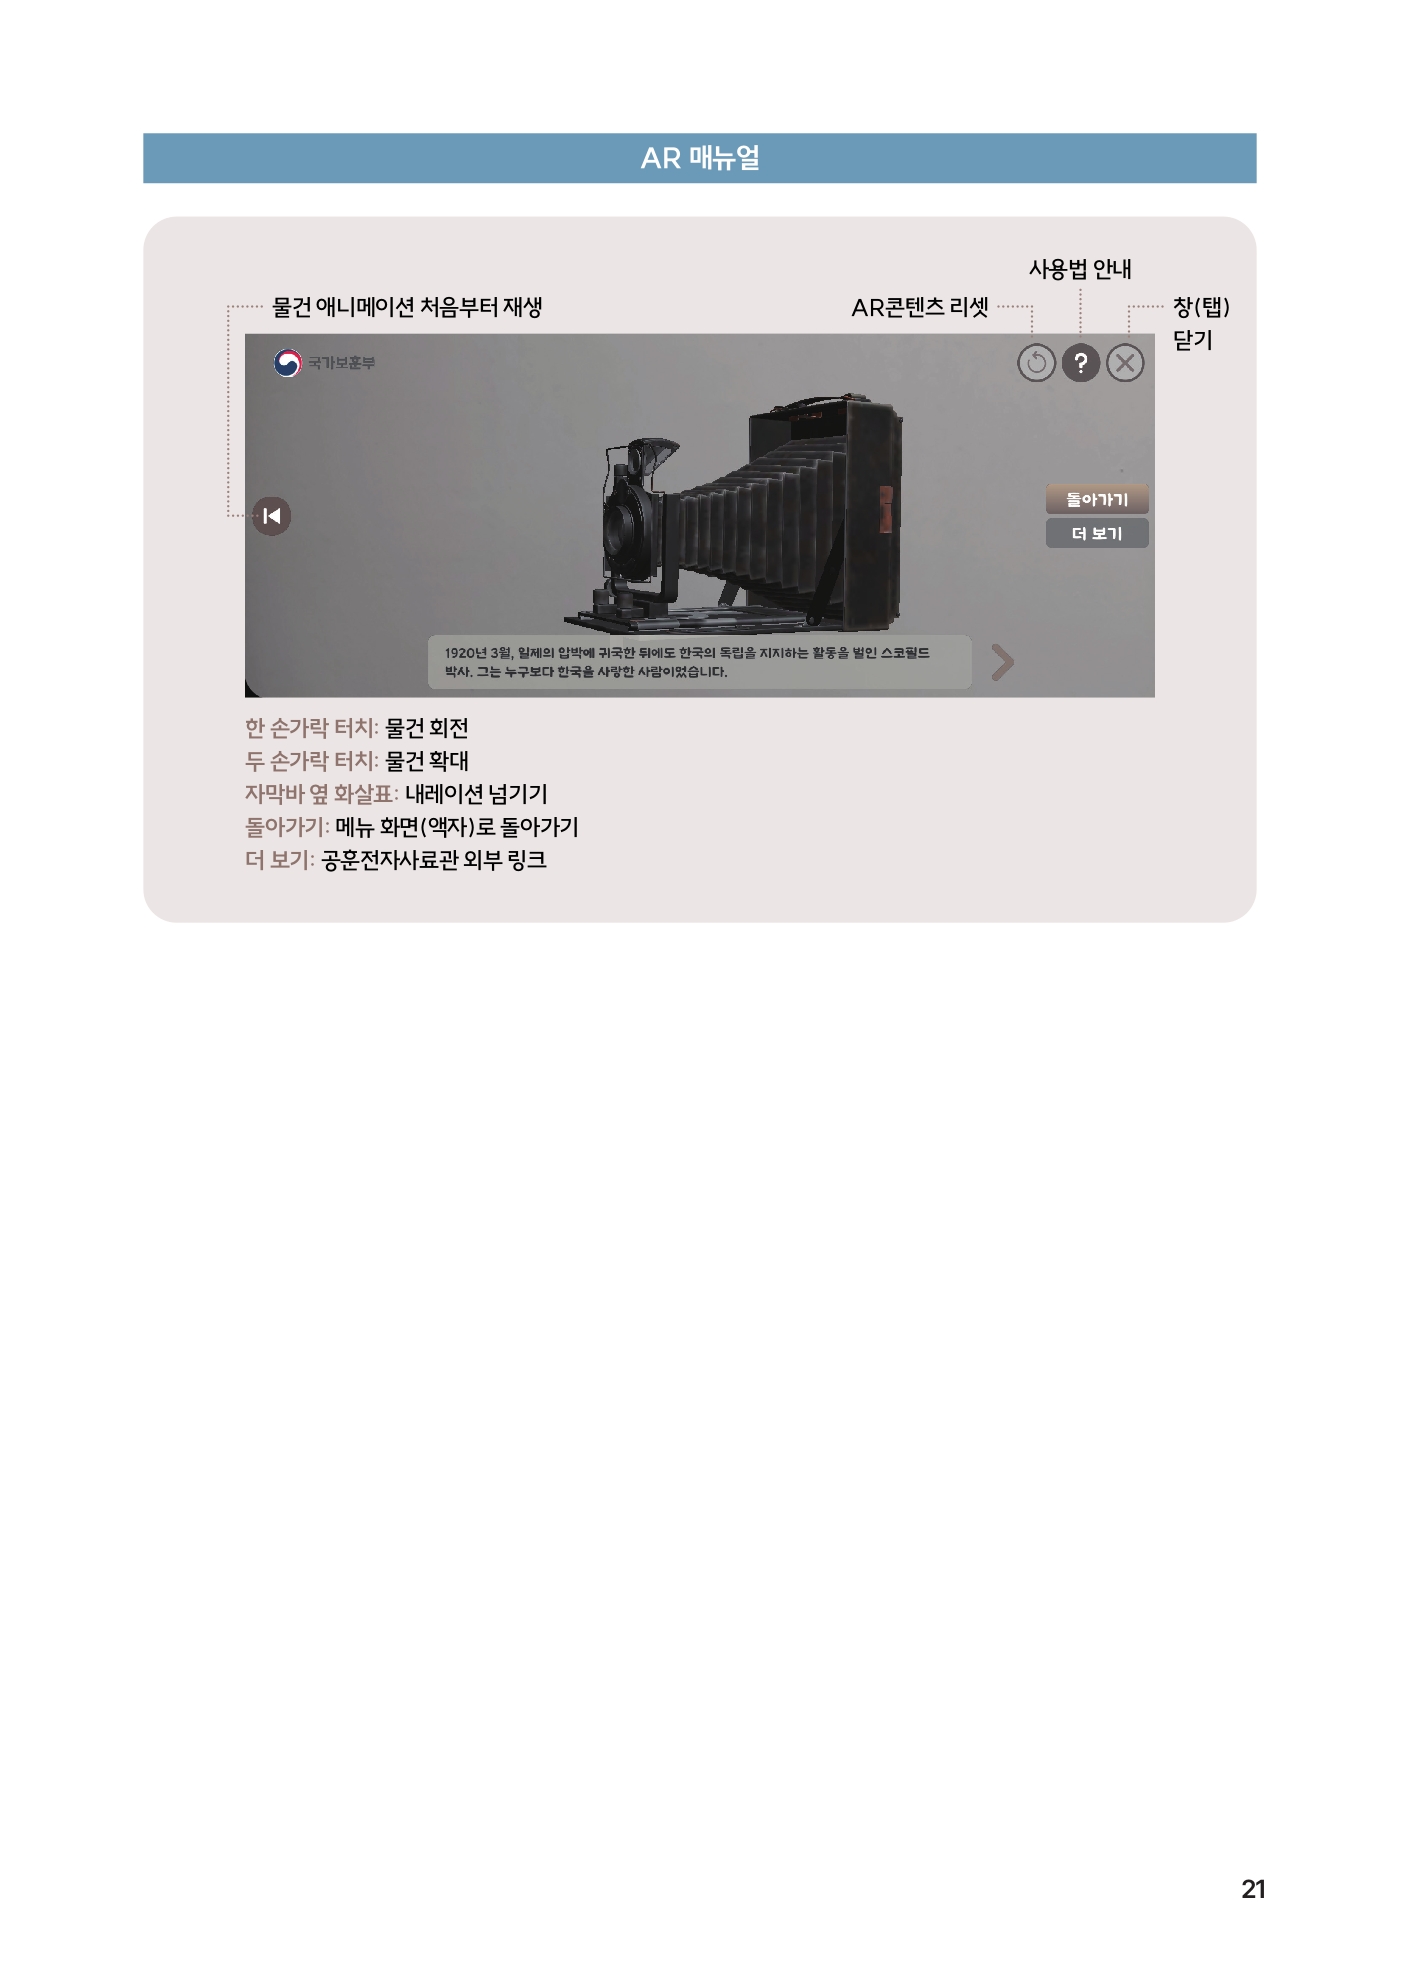 AR 매뉴얼
사용법 안내
물건 애니메이션 처음부터 재생
AR콘텐츠 리셋
창(탭)
닫기
국가보훈부
?
돌아가기
더 보기
1920년 3월, 일제의 압박에 귀국한 뒤에도 한국의 독립을 지지하는 활동을 벌인 스코필드
박사. 그는 누구보다 한국을 사랑한 사람이었습니다.
한 손가락 터치: 물건 회전
두 손가락 터치: 물건 확대
자막바 옆 화살표: 내레이션 넘기기
돌아가기: 메뉴 화면(액자)로 돌아가기
더 보기: 공훈전자사료관 외부 링크
21